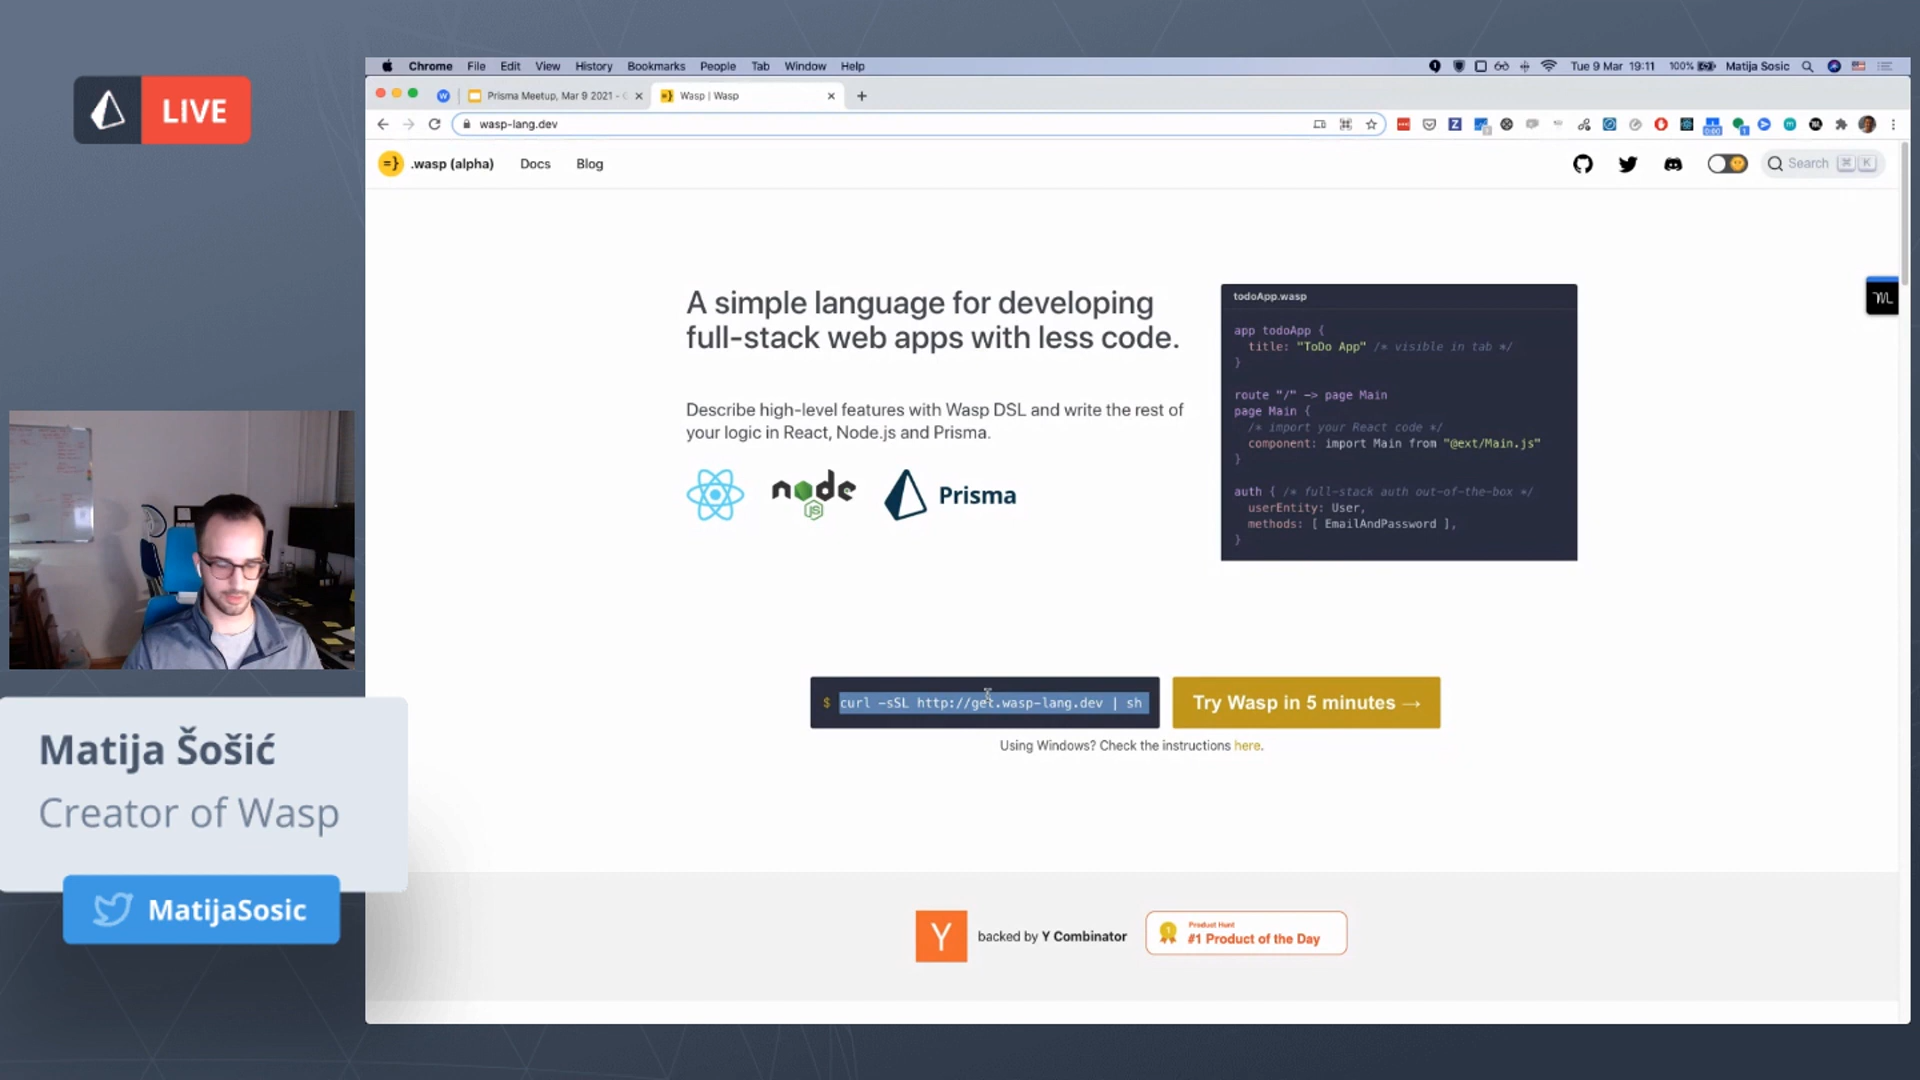 LIVE
Chrome File Edit View History Bookmarks People Tab Window Help
Tue 9 Mar 19:11 100% Matija Sosic
Prisma Meetup, Mar 9 2021 -
Wasp | Wasp
wasp-lang.dev
=} .wasp (alpha) Docs Blog
Search ⌘ K
A simple language for developing
full-stack web apps with less code.
Describe high-level features with Wasp DSL and write the rest of
your logic in React, Node.js and Prisma.
node
JS
Prisma
todoApp.wasp
app todoApp {
title: "ToDo App" /* visible in tab */
}
route "/" -> page Main
page Main {
/* import your React code */
component: import Main from "@ext/Main.js"
}
auth { /* full-stack auth out-of-the-box */
userEntity: User,
methods: [ EmailAndPassword ],
}
$ curl -sSL http://get.wasp-lang.dev | sh
Try Wasp in 5 minutes →
Using Windows? Check the instructions here.
Y
backed by Y Combinator
1
Product Hunt
#1 Product of the Day
Matija Šošić
Creator of Wasp
MatijaSosic